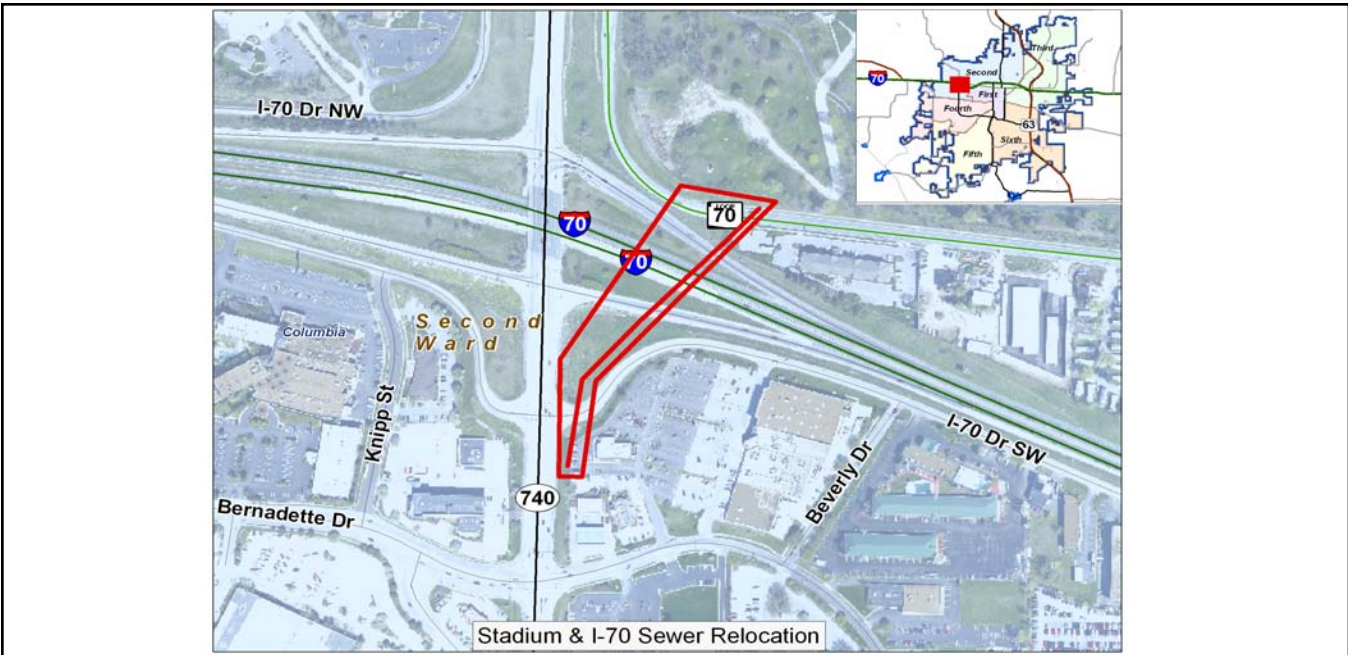 I-70 Dr NW
Third
Second
70
First
Fourth
63
Sixth
Fifth
70
70
70
Columbia
Second
Ward
Knipp St
I-70 Dr SW
Beverly Dr
740
Bernadette Dr
Stadium & I-70 Sewer Relocation